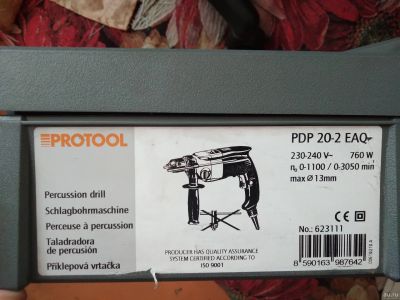 PROTOOL
Percussion drill
Schlagbohrmaschine
Perceuse à percussion
Taladradora
de percusión
Příklepová vrtačka
PRODUCER HAS QUALITY ASSURANCE
SYSTEM CERTIFIED ACCORDING TO
ISO 9001
PDP 20-2 EAQ
230-240 V~ 760 W
n₀ 0-1100 / 0-3050 min
max Ø 13mm
CE
No.: 623111
8 590163 987642